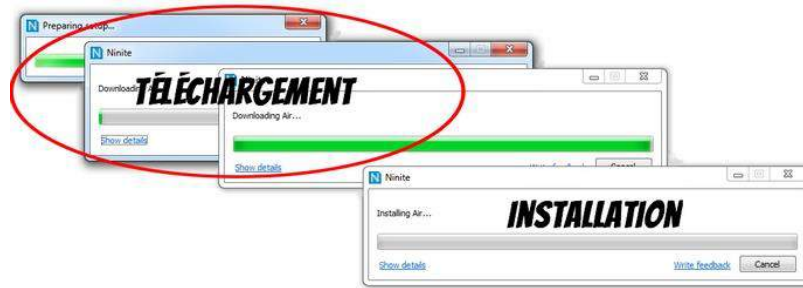 Preparing setup...
Ninite
Downloading A
TÉLÉCHARGEMENT
Downloading Air...
Show details
Show details
Cancel
Ninite
Installing Air...
INSTALLATION
Show details
Write feedback
Cancel